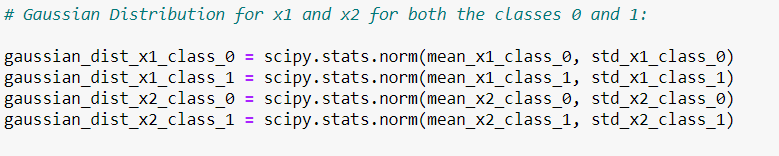 # Gaussian Distribution for x1 and x2 for both the classes 0 and 1:
gaussian_dist_x1_class_0 = scipy.stats.norm(mean_x1_class_0, std_x1_class_0)
gaussian_dist_x1_class_1 = scipy.stats.norm(mean_x1_class_1, std_x1_class_1)
gaussian_dist_x2_class_0 = scipy.stats.norm(mean_x2_class_0, std_x2_class_0)
gaussian_dist_x2_class_1 = scipy.stats.norm(mean_x2_class_1, std_x2_class_1)